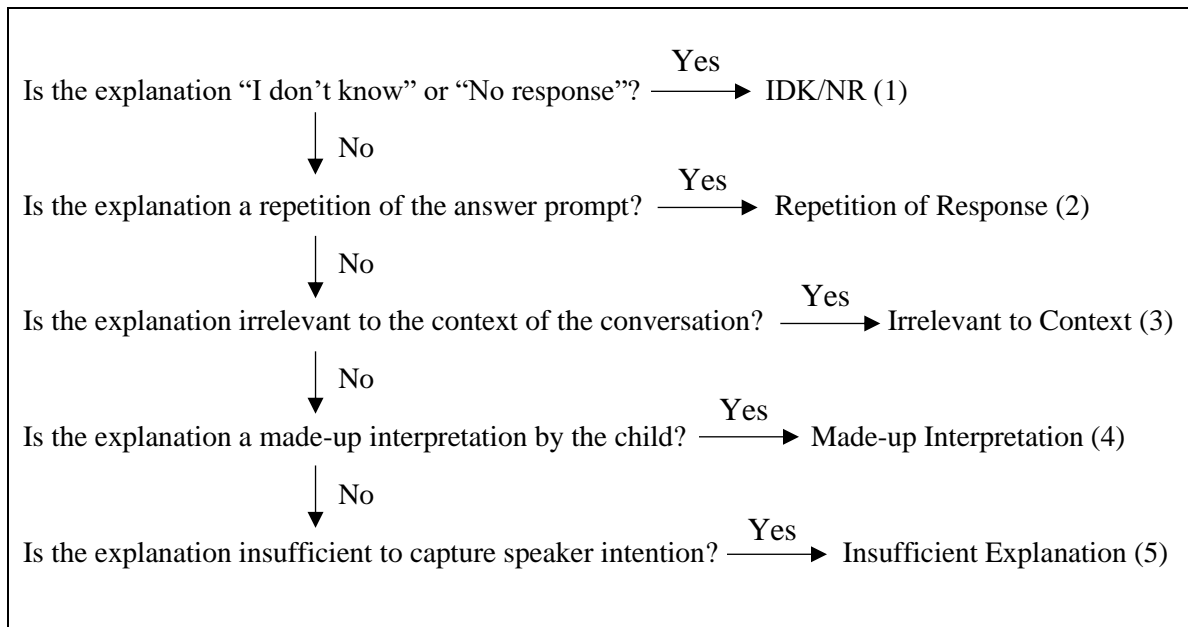 Yes
Is the explanation “I don’t know” or “No response”? IDK/NR (1)
No
Yes
Is the explanation a repetition of the answer prompt? Repetition of Response (2)
No
Yes
Is the explanation irrelevant to the context of the conversation? Irrelevant to Context (3)
No
Yes
Is the explanation a made-up interpretation by the child? Made-up Interpretation (4)
No
Yes
Is the explanation insufficient to capture speaker intention? Insufficient Explanation (5)